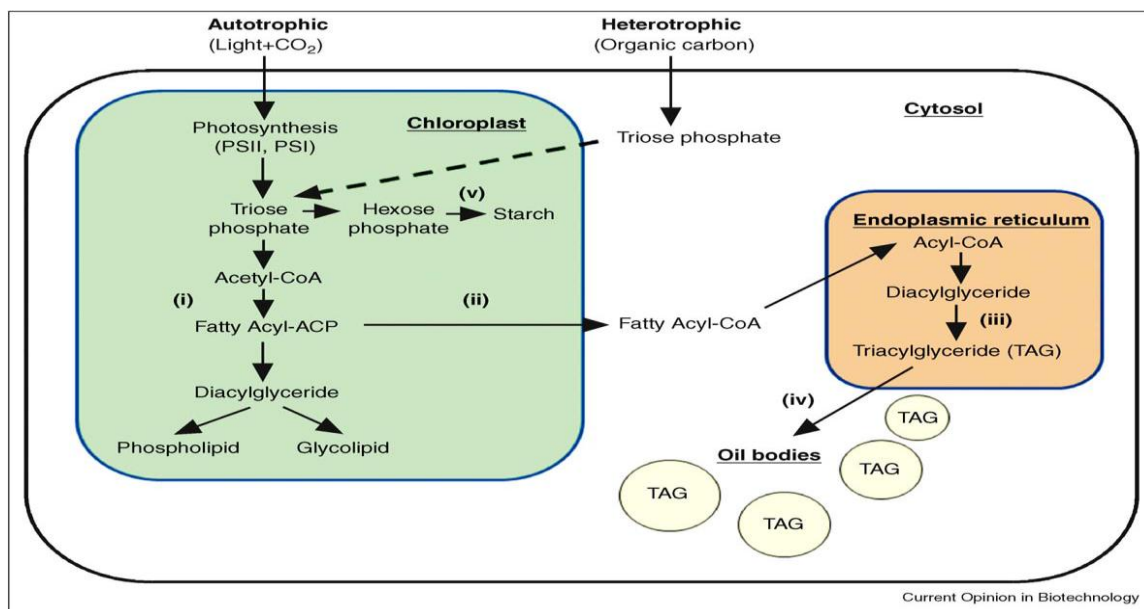 Autotrophic
(Light+CO₂)
Heterotrophic
(Organic carbon)
Cytosol
Chloroplast
Photosynthesis
(PSII, PSI)
Triose phosphate
(v)
Triose
phosphate
Hexose
phosphate
Starch
Endoplasmic reticulum
Acyl-CoA
Acetyl-CoA
Diacylglyceride
(i)
(ii)
(iii)
Fatty Acyl-ACP
Fatty Acyl-CoA
Triacylglyceride (TAG)
Diacylglyceride
(iv)
Phospholipid
Glycolipid
Oil bodies
TAG
TAG
TAG
TAG
Current Opinion in Biotechnology